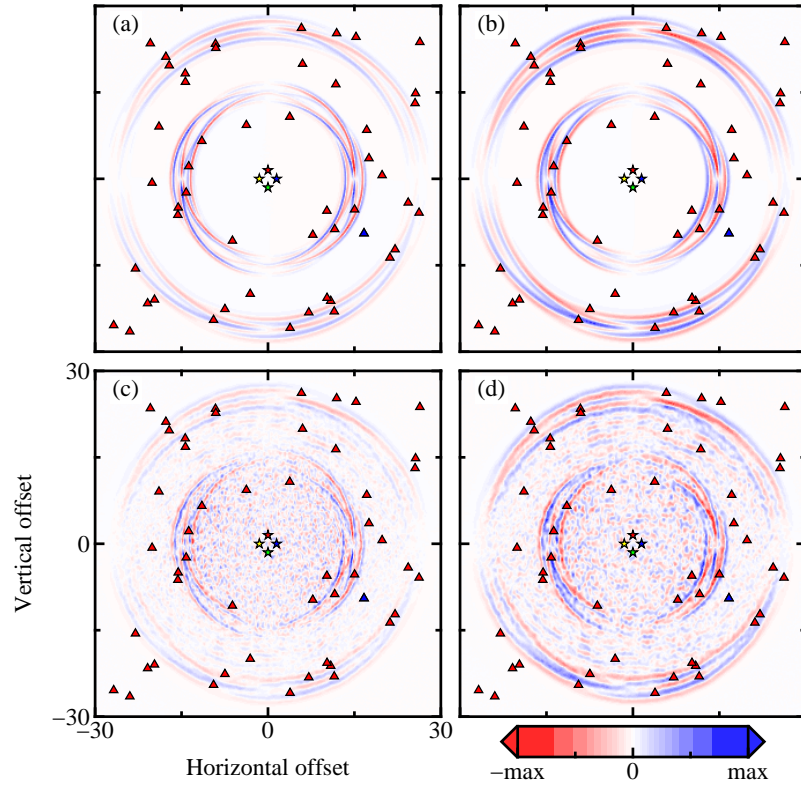 (a)
(b)
(c)
(d)
30
0
−30
−30
0
30
Vertical offset
Horizontal offset
−max
0
max